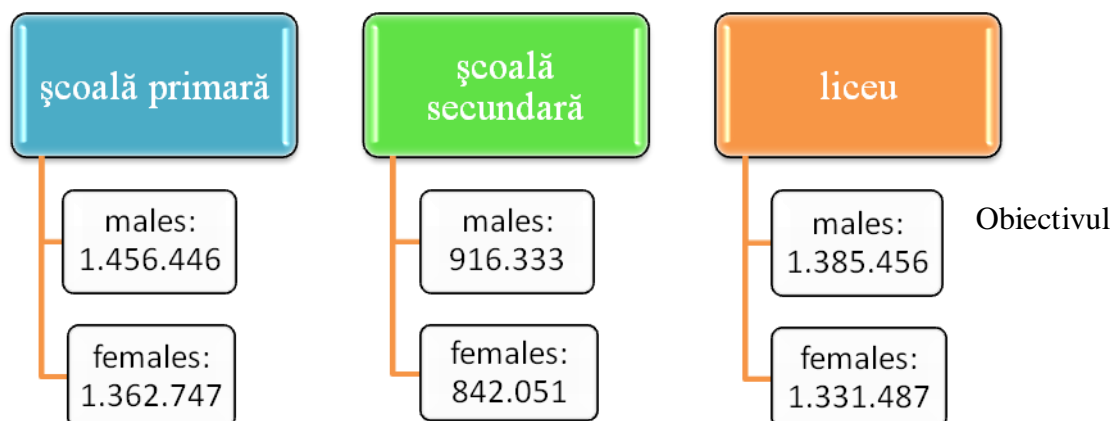 şcoală primară
males:
1.456.446
females:
1.362.747
şcoală
secundară
males:
916.333
females:
842.051
liceu
males:
1.385.456
females:
1.331.487
Obiectivul